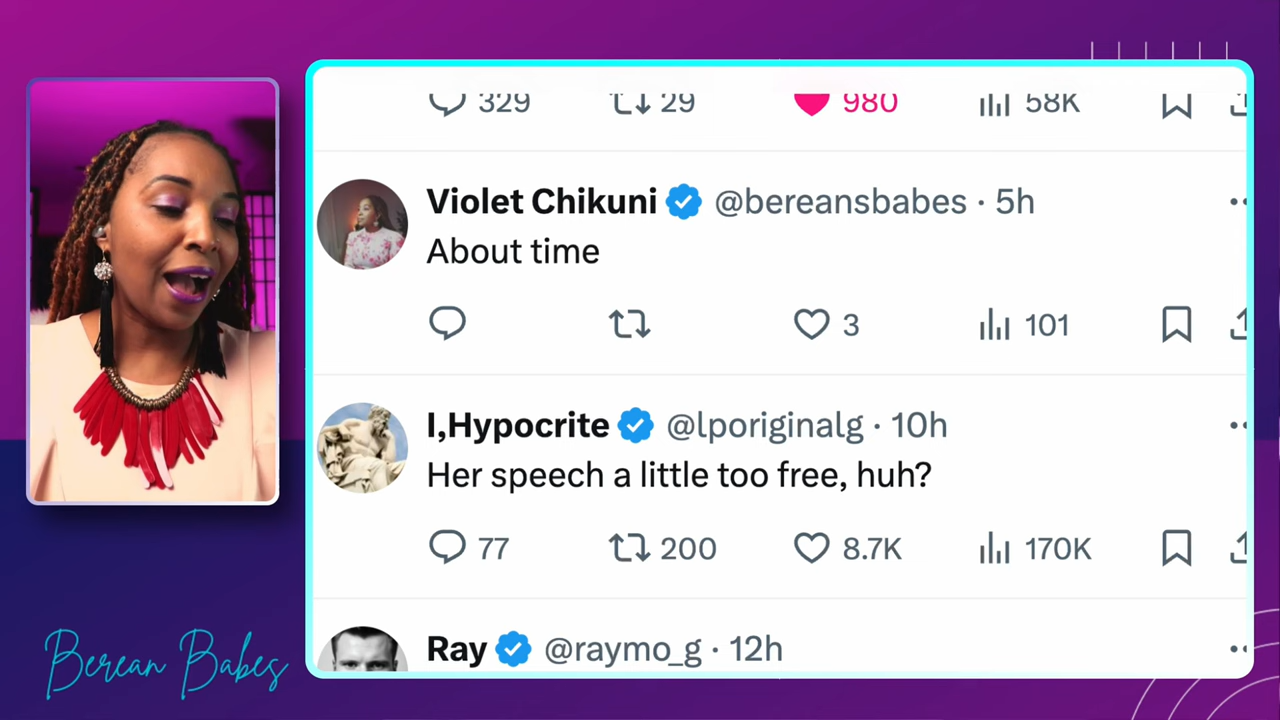 329 29 980 58K
Violet Chikuni @bereansbabes · 5h
About time
3 101
I,Hypocrite @lporiginalg · 10h
Her speech a little too free, huh?
77 200 8.7K 170K
Ray @raymo_g · 12h
Berean Babes